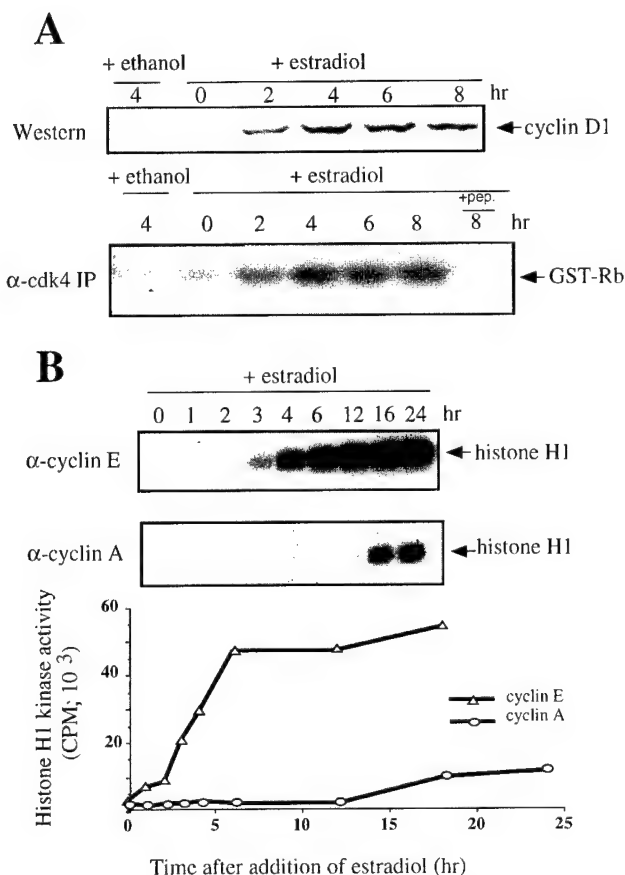 A
+ ethanol + estradiol
4 0 2 4 6 8 hr
Western cyclin D1
+ ethanol + estradiol
+pep.
4 0 2 4 6 8 8 hr
α-cdk4 IP GST-Rb
B
+ estradiol
0 1 2 3 4 6 12 16 24 hr
α-cyclin E histone H1
α-cyclin A histone H1
Histone H1 kinase activity
(CPM; 10 3)
60
40
20
cyclin E
cyclin A
0 5 10 15 20 25
Time after addition of estradiol (hr)